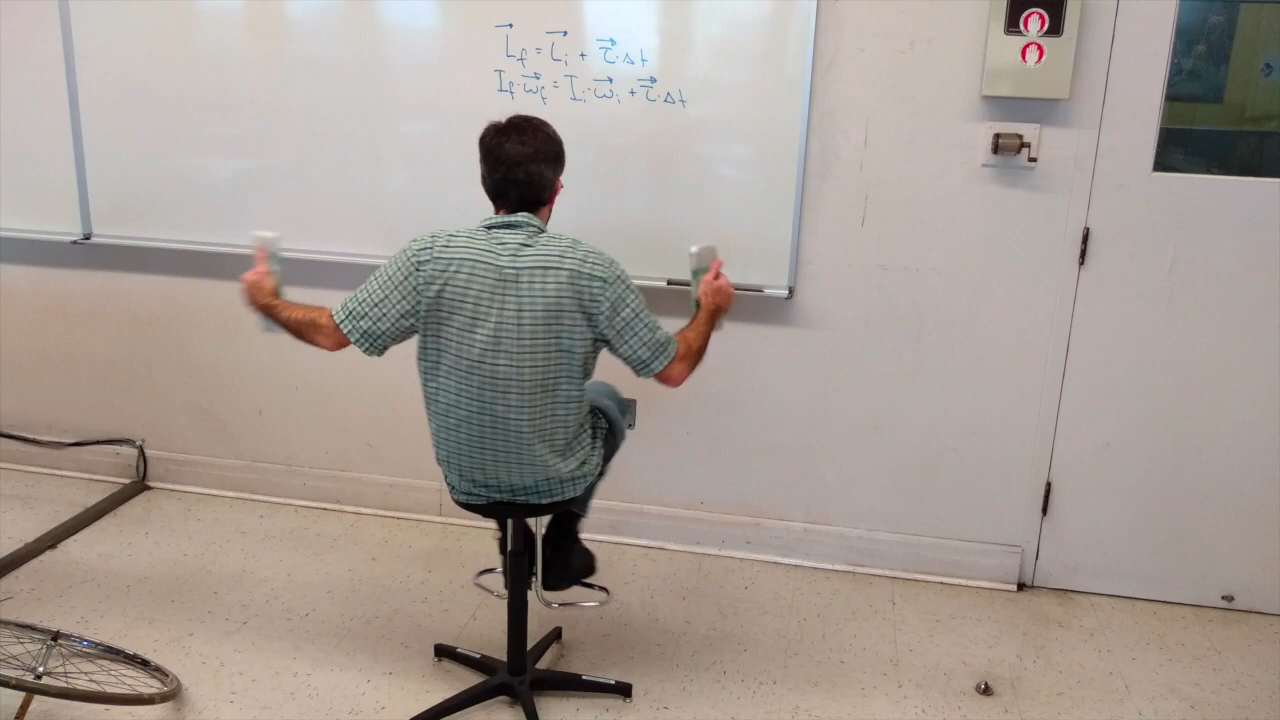 L⃗f = L⃗i + τ⃗·Δt
If·ω⃗f = Ii·ω⃗i + τ⃗·Δt